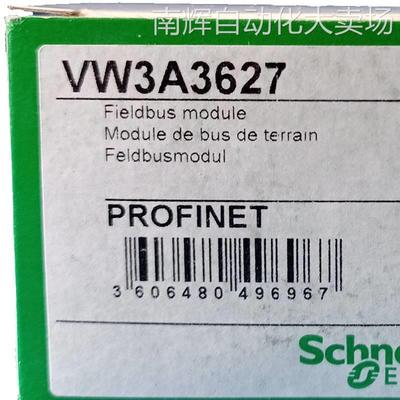 南辉自动化大卖场
VW3A3627
Fieldbus module
Module de bus de terrain
Feldbusmodul
PROFINET
3 606480 496967
Schne
E